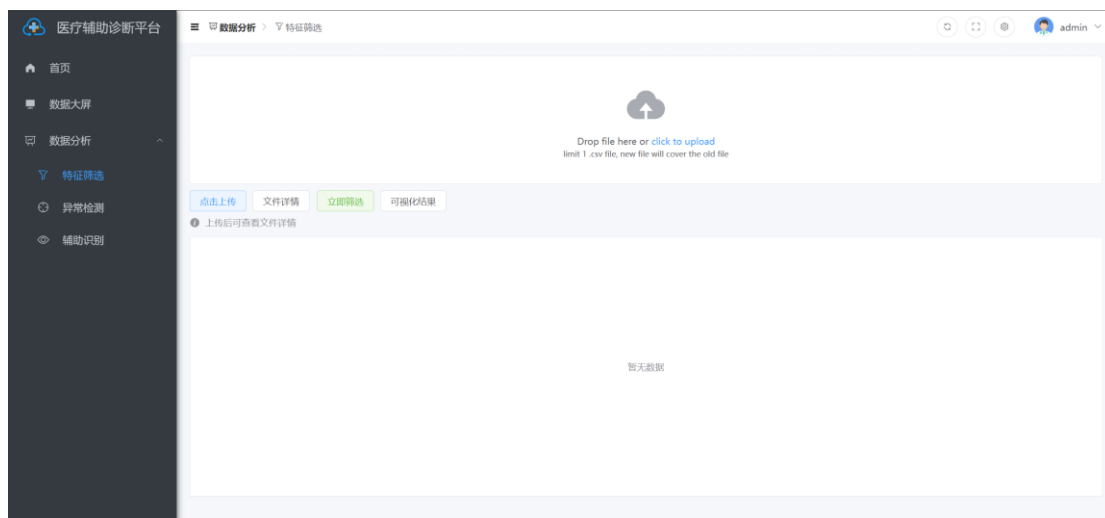 医疗辅助诊断平台
数据分析 > 特征筛选
admin
首页
数据大屏
数据分析
特征筛选
异常检测
辅助识别
Drop file here or click to upload
limit 1 .csv file, new file will cover the old file
点击上传 文件详情 立即筛选 可视化结果
上传后可查看文件详情
暂无数据